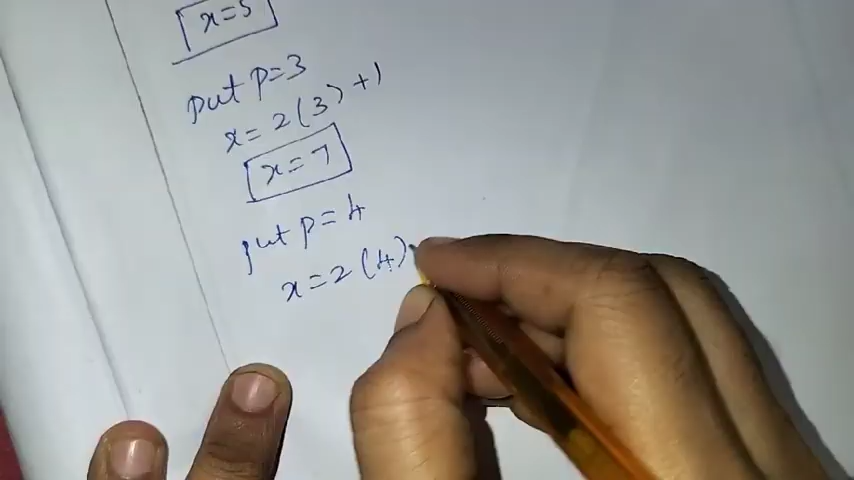 x=5
put p=3
x=2(3)+1
x=7
put p=4
x=2(4)